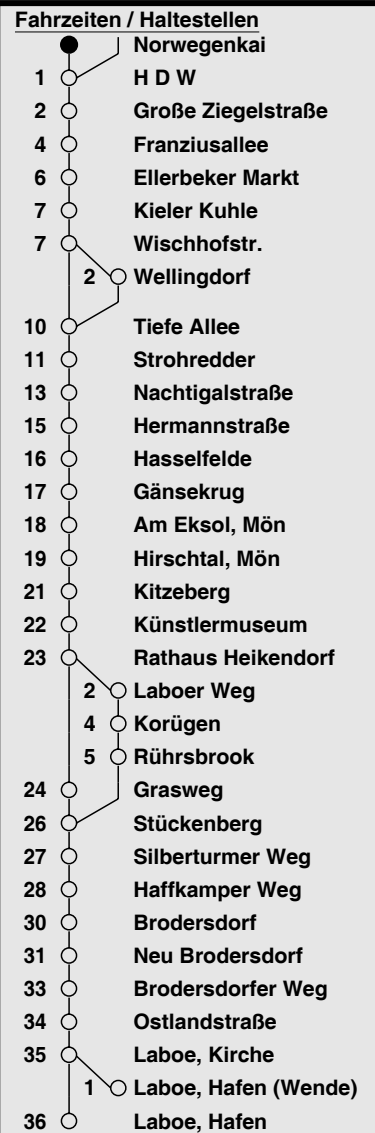 Fahrzeiten / Haltestellen
Norwegenkai
1 H D W
2 Große Ziegelstraße
4 Franziusallee
6 Ellerbeker Markt
7 Kieler Kuhle
7 Wischhofstr.
2 Wellingdorf
10 Tiefe Allee
11 Strohredder
13 Nachtigalstraße
15 Hermannstraße
16 Hasselfelde
17 Gänsekrug
18 Am Eksol, Mön
19 Hirschtal, Mön
21 Kitzeberg
22 Künstlermuseum
23 Rathaus Heikendorf
2 Laboer Weg
4 Korügen
5 Rührsbrook
24 Grasweg
26 Stückenberg
27 Silberturmer Weg
28 Haffkamper Weg
30 Brodersdorf
31 Neu Brodersdorf
33 Brodersdorfer Weg
34 Ostlandstraße
35 Laboe, Kirche
1 Laboe, Hafen (Wende)
36 Laboe, Hafen